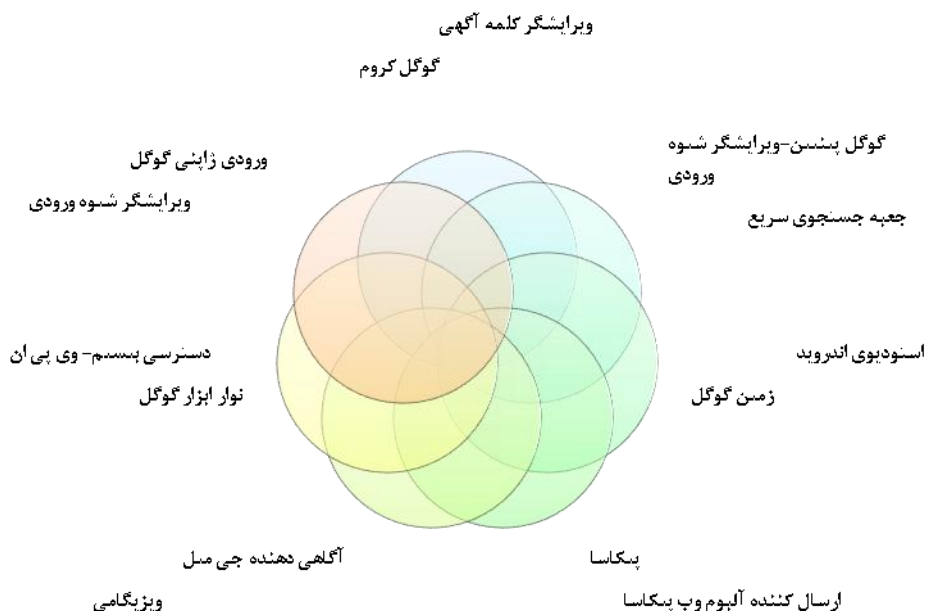 ویرایشگر کلمه آگهی
گوگل کروم
گوگل پینین-ویرایشگر شیوه
ورودی
جعبه جستجوی سریع
ورودی ژاپنی گوگل
ویرایشگر شیوه ورودی
استودیوی اندروید
زمین گوگل
دسترسی بیستم- وی پی ان
نوار ابزار گوگل
پیکاسا
ارسال کننده آلبوم وب پیکاسا
آگاهی دهنده جی میل
ویزیگامی